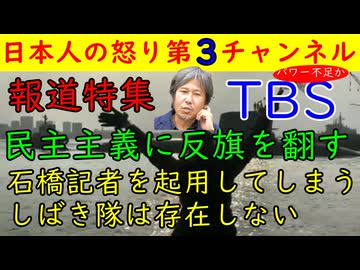 日本人の怒り第3チャンネル
パワー不足か
報道特集 TBS
民主主義に反旗を翻す
石橋記者を起用してしまう
しばき隊は存在しない